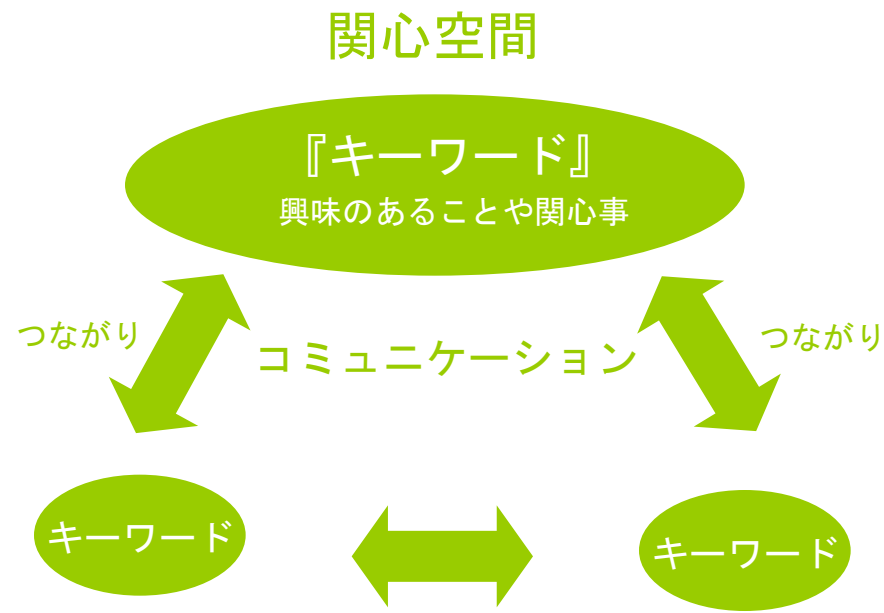 関心空間
『キーワード』
興味のあることや関心事
つながり
コミュニケーション
つながり
キーワード
キーワード